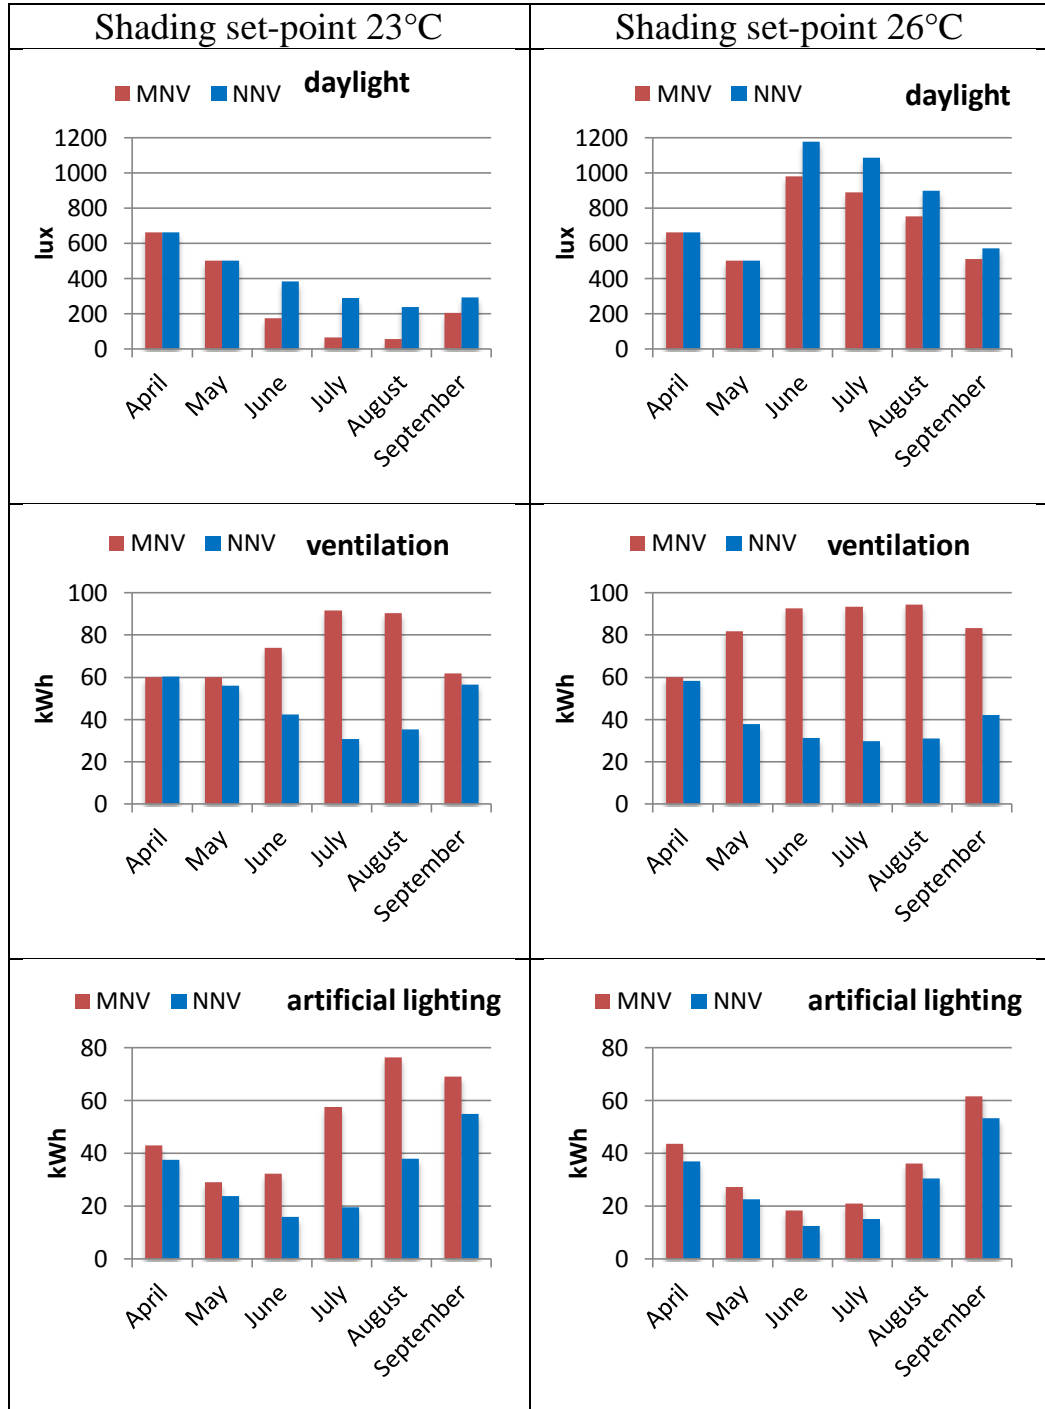 Shading set-point 23°C
Shading set-point 26°C
MNV NNV daylight
1200
1000
800
600
400
200
0
lux
April
May
June
July
August
September
MNV NNV daylight
1200
1000
800
600
400
200
0
lux
April
May
June
July
August
September
MNV NNV ventilation
100
80
60
40
20
0
kWh
April
May
June
July
August
September
MNV NNV ventilation
100
80
60
40
20
0
kWh
April
May
June
July
August
September
MNV NNV artificial lighting
80
60
40
20
0
kWh
April
May
June
July
August
September
MNV NNV artificial lighting
80
60
40
20
0
kWh
April
May
June
July
August
September